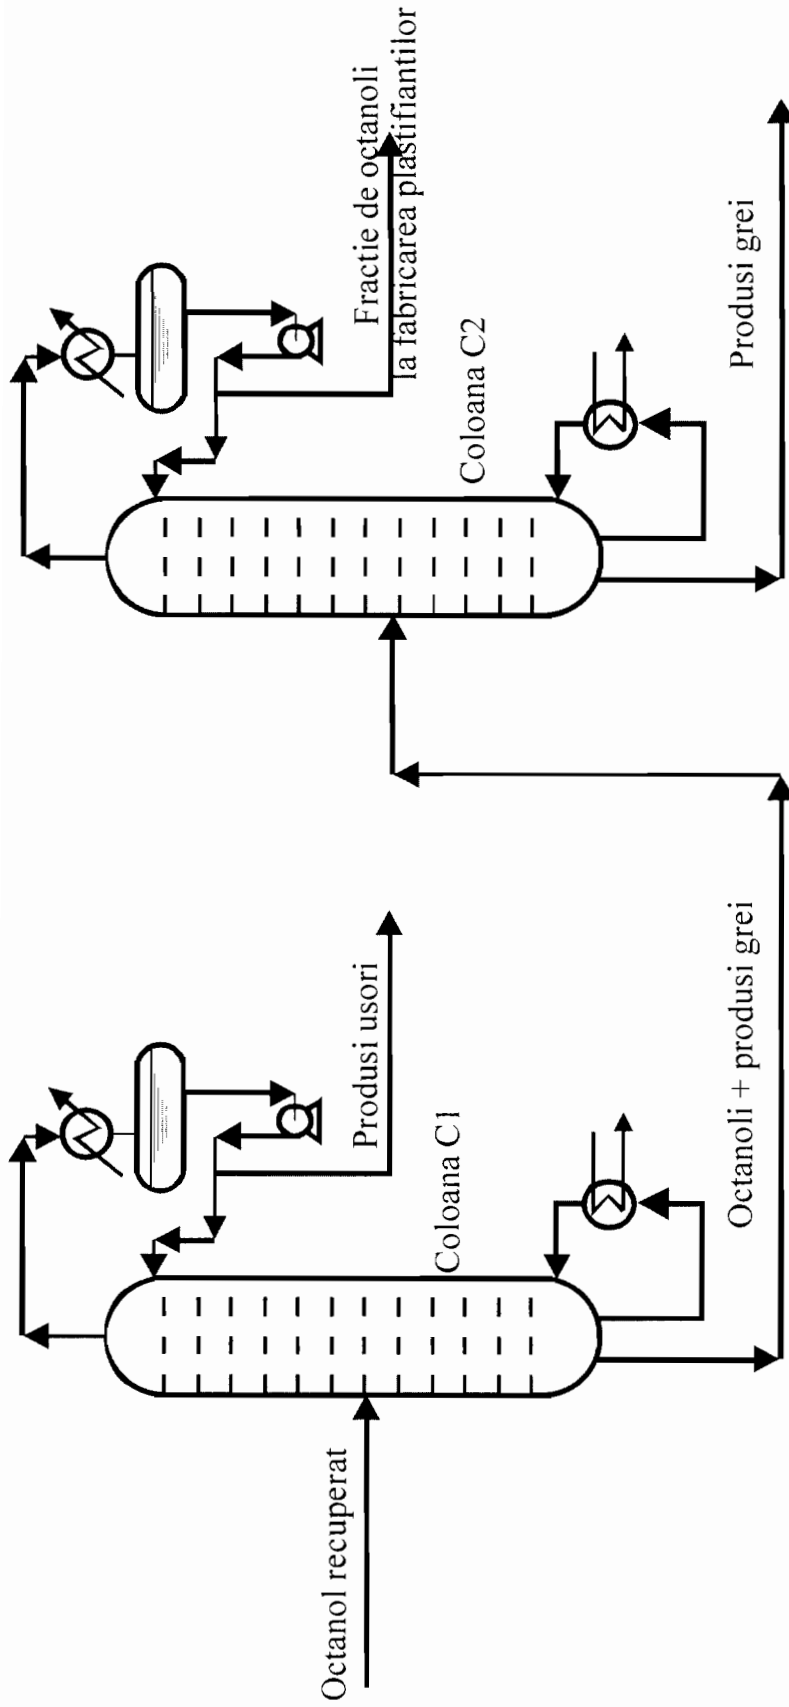 Octanol recuperat
Coloana C1
Produsi usori
Octanoli + produsi grei
Coloana C2
Fractie de octanoli
la fabricarea plastifiantilor
Produsi grei